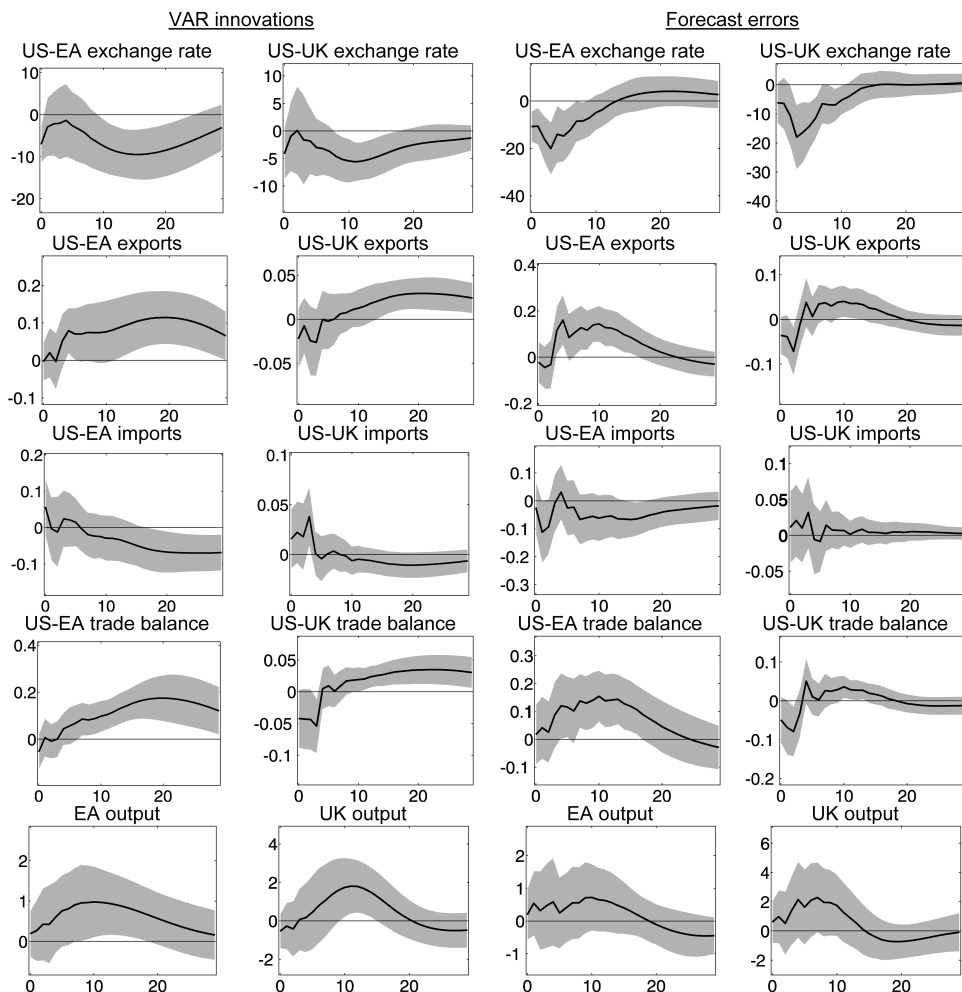 VAR innovations
Forecast errors
US-EA exchange rate
US-UK exchange rate
US-EA exchange rate
US-UK exchange rate
10
0
-10
-20
0 10 20
10
5
0
-5
-10
0 10 20
20
0
-20
-40
0 10 20
10
0
-10
-20
-30
-40
0 10 20
US-EA exports
US-UK exports
US-EA exports
US-UK exports
0.2
0.1
0
-0.1
0 10 20
0.05
0
-0.05
0 10 20
0.4
0.2
0
-0.2
0 10 20
0.1
0
-0.1
0 10 20
US-EA imports
US-UK imports
US-EA imports
US-UK imports
0.2
0.1
0
-0.1
0 10 20
0.1
0.05
0
0 10 20
0.1
0
-0.1
-0.2
-0.3
0 10 20
0.1
0.05
0
-0.05
0 10 20
US-EA trade balance
US-UK trade balance
US-EA trade balance
US-UK trade balance
0.4
0.2
0
0 10 20
0.05
0
-0.05
-0.1
0 10 20
0.3
0.2
0.1
0
-0.1
0 10 20
0.1
0
-0.1
-0.2
0 10 20
EA output
UK output
EA output
UK output
2
1
0
0 10 20
4
2
0
-2
0 10 20
2
1
0
-1
0 10 20
6
4
2
0
-2
0 10 20